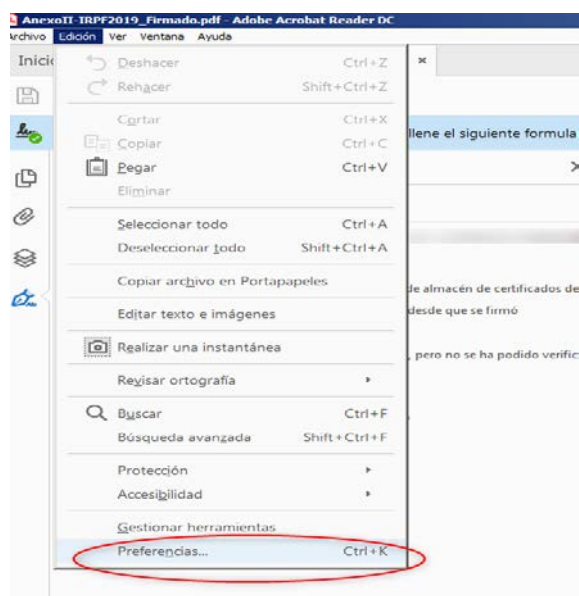 AnexoII-IRPF2019_Firmado.pdf - Adobe Acrobat Reader DC
Archivo Edición Ver Ventana Ayuda
Inicio
Deshacer Ctrl+Z
Rehacer Shift+Ctrl+Z
Cortar Ctrl+X
Copiar Ctrl+C
Pegar Ctrl+V
Eliminar
Seleccionar todo Ctrl+A
Deseleccionar todo Shift+Ctrl+A
Copiar archivo en Portapapeles
Editar texto e imágenes
Realizar una instantánea
Revisar ortografía
Buscar Ctrl+F
Búsqueda avanzada Shift+Ctrl+F
Protección
Accesibilidad
Gestionar herramientas
Preferencias... Ctrl+K
llene el siguiente formula
de almacén de certificados de
desde que se firmó
, pero no se ha podido verific